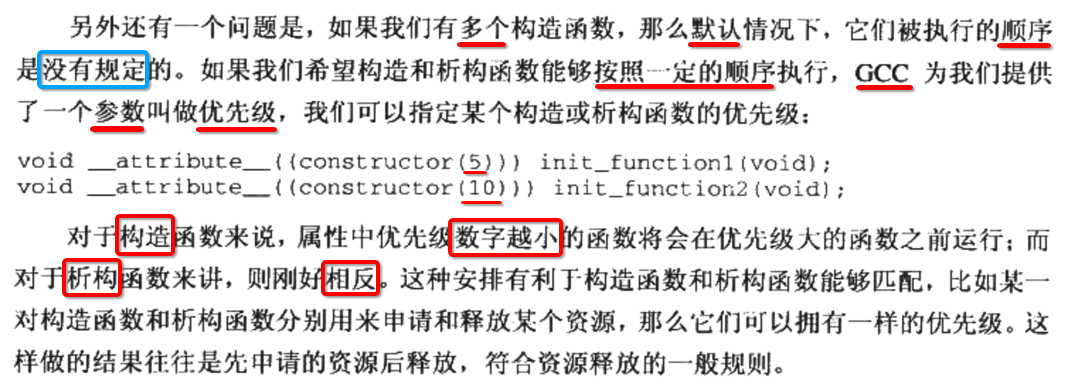 另外还有一个问题是，如果我们有多个构造函数，那么默认情况下，它们被执行的顺序
是没有规定的。如果我们希望构造和析构函数能够按照一定的顺序执行，GCC 为我们提供
了一个参数叫做优先级，我们可以指定某个构造或析构函数的优先级：
void __attribute__((constructor(5))) init_function1(void);
void __attribute__((constructor(10))) init_function2(void);
对于构造函数来说，属性中优先级数字越小的函数将会在优先级大的函数之前运行；而
对于析构函数来讲，则刚好相反。这种安排有利于构造函数和析构函数能够匹配，比如某一
对构造函数和析构函数分别用来申请和释放某个资源，那么它们可以拥有一样的优先级。这
样做的结果往往是先申请的资源后释放，符合资源释放的一般规则。